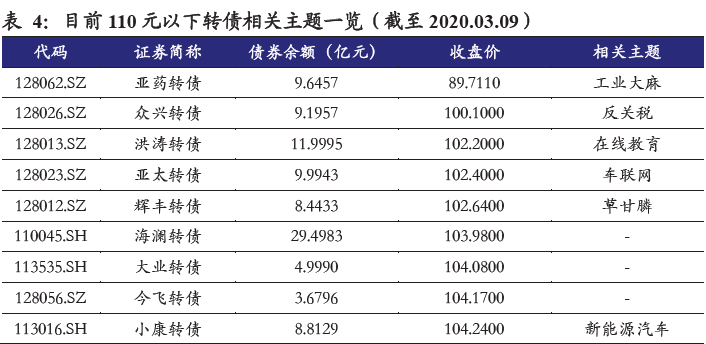 表 4：目前 110 元以下转债相关主题一览（截至 2020.03.09）
代码 证券简称 债券余额（亿元） 收盘价 相关主题
128062.SZ 亚药转债 9.6457 89.7110 工业大麻
128026.SZ 众兴转债 9.1957 100.1000 反关税
128013.SZ 洪涛转债 11.9995 102.2000 在线教育
128023.SZ 亚太转债 9.9943 102.4000 车联网
128012.SZ 辉丰转债 8.4433 102.6400 草甘膦
110045.SH 海澜转债 29.4983 103.9800 -
113535.SH 大业转债 4.9990 104.0800 -
128056.SZ 今飞转债 3.6796 104.1700 -
113016.SH 小康转债 8.8129 104.2400 新能源汽车